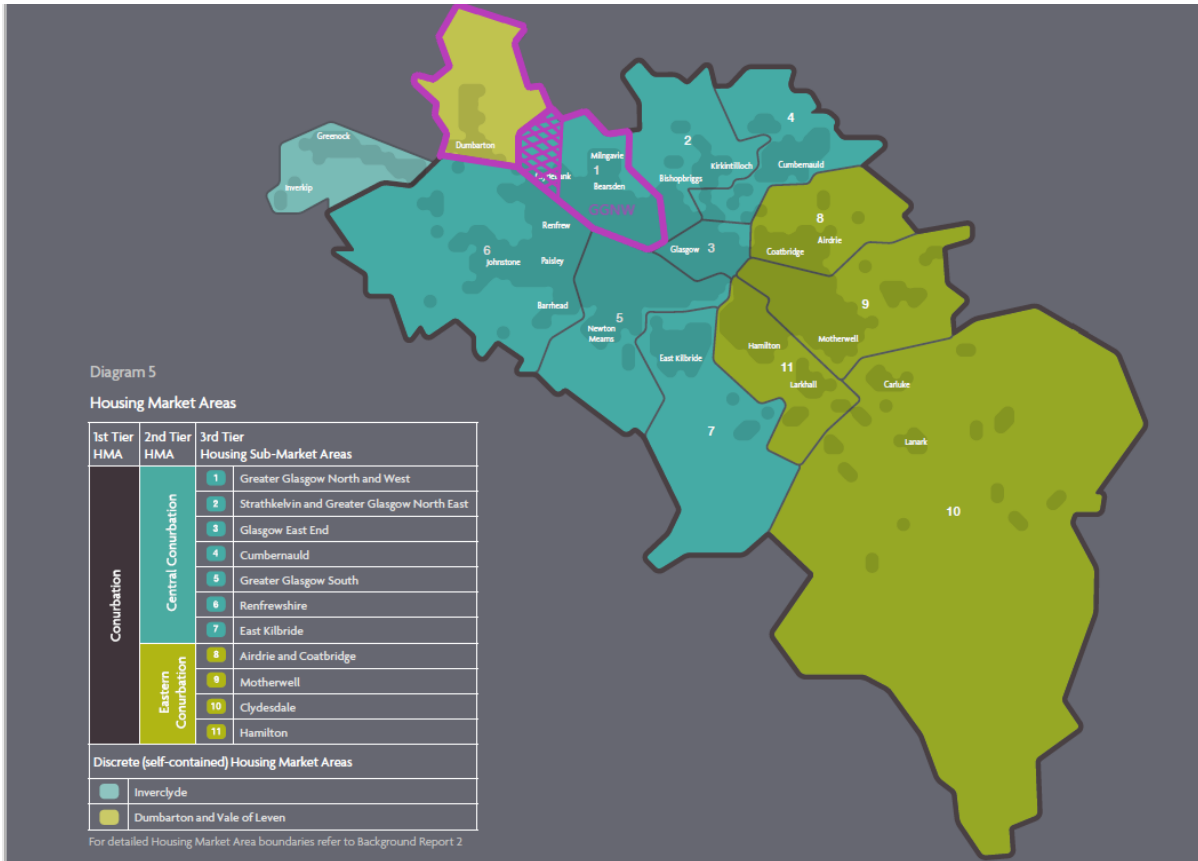 Greenock
Inverkip
Dumbarton
Milngavie
1
Bearsden
GGNW
2
Kirkintilloch
Bishopbriggs
4
Cumbernauld
8
Airdrie
Coatbridge
Renfrew
Glasgow 3
6
Johnstone
Paisley
Barrhead
5
Newton
Mearns
East Kilbride
9
Motherwell
Hamilton
11
Larkhall
Carluke
Lanark
7
10
Diagram 5
Housing Market Areas
1st Tier HMA
2nd Tier HMA
3rd Tier
Housing Sub-Market Areas
Conurbation
Central Conurbation
1 Greater Glasgow North and West
2 Strathkelvin and Greater Glasgow North East
3 Glasgow East End
4 Cumbernauld
5 Greater Glasgow South
6 Renfrewshire
7 East Kilbride
Eastern Conurbation
8 Airdrie and Coatbridge
9 Motherwell
10 Clydesdale
11 Hamilton
Discrete (self-contained) Housing Market Areas
Inverclyde
Dumbarton and Vale of Leven
For detailed Housing Market Area boundaries refer to Background Report 2